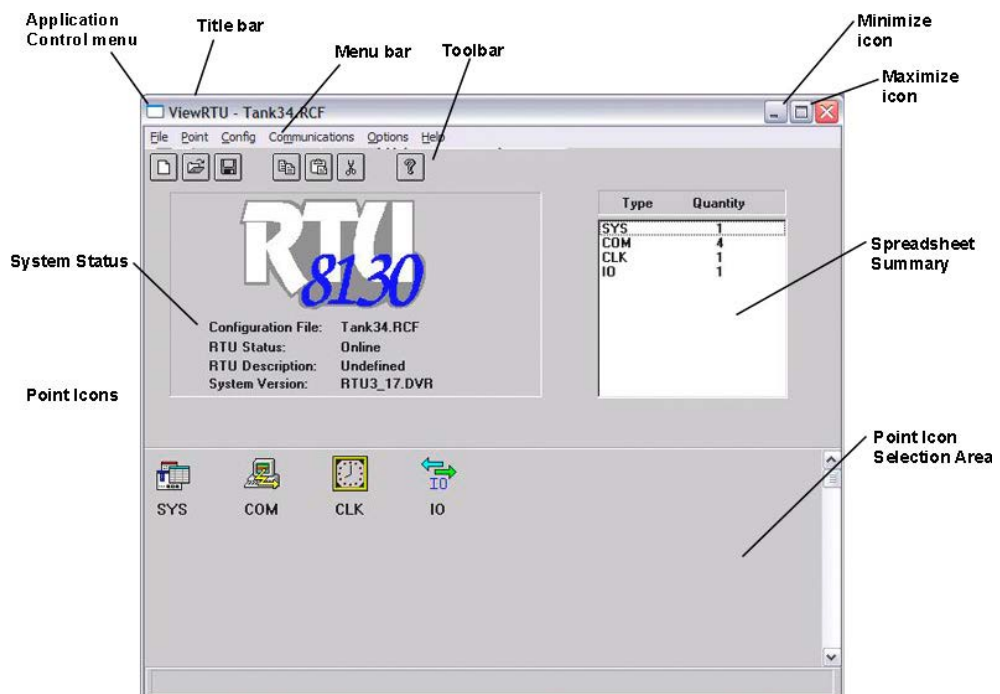 Application
Control menu
Title bar
Menu bar
Toolbar
Minimize
icon
Maximize
icon
ViewRTU - Tank34.RCF
File Point Config Communications Options Help
RTU
8130
Type Quantity
SYS 1
COM 4
CLK 1
IO 1
System Status
Spreadsheet
Summary
Configuration File: Tank34.RCF
RTU Status: Online
RTU Description: Undefined
System Version: RTU3_17.DVR
Point Icons
Point Icon
Selection Area
IO
SYS COM CLK IO